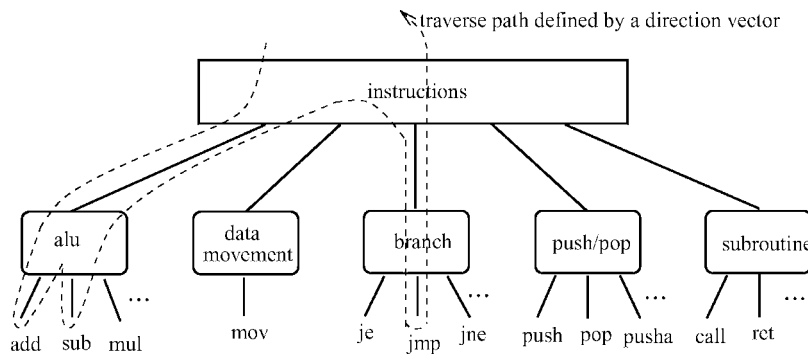 traverse path defined by a direction vector
instructions
alu
data
movement
branch
push/pop
subroutine
...
...
...
...
add
sub
mul
mov
je
jmp
jne
push
pop
pusha
call
ret